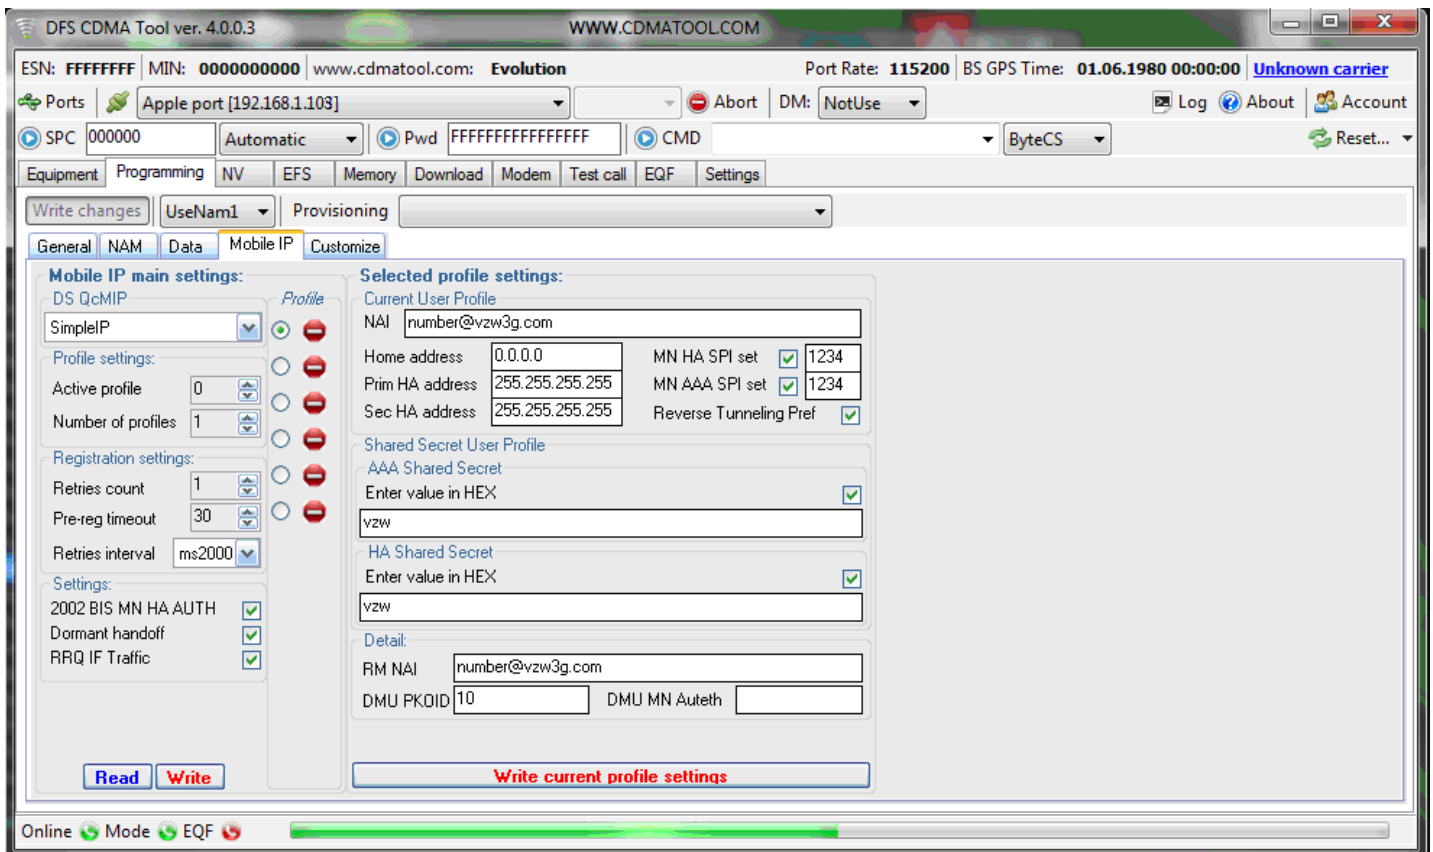 DFS CDMA Tool ver. 4.0.0.3 WWW.CDMATOOL.COM
ESN: FFFFFFFF MIN: 0000000000 www.cdmatool.com: Evolution Port Rate: 115200 BS GPS Time: 01.06.1980 00:00:00 Unknown carrier
Ports Apple port [192.168.1.103] Abort DM: NotUse Log About Account
SPC 000000 Automatic Pwd FFFFFFFFFFFFFFFF CMD ByteCS Reset...
Equipment Programming NV EFS Memory Download Modem Test call EQF Settings
Write changes UseNam1 Provisioning
General NAM Data Mobile IP Customize
Mobile IP main settings: Selected profile settings:
DS QcMIP Profile Current User Profile
SimpleIP NAI number@vzw3g.com
Profile settings: Home address 0.0.0.0 MN HA SPI set 1234
Active profile 0 Prim HA address 255.255.255.255 MN AAA SPI set 1234
Number of profiles 1 Sec HA address 255.255.255.255 Reverse Tunneling Pref
Registration settings: Shared Secret User Profile
AAA Shared Secret
Retries count 1 Enter value in HEX
Pre-reg timeout 30 vzw
Retries interval ms2000 HA Shared Secret
Settings: Enter value in HEX
2002 BIS MN HA AUTH vzw
Dormant handoff Detail:
RRQ IF Traffic RM NAI number@vzw3g.com
DMU PKOID 10 DMU MN Auteth
Read Write Write current profile settings
Online Mode EQF